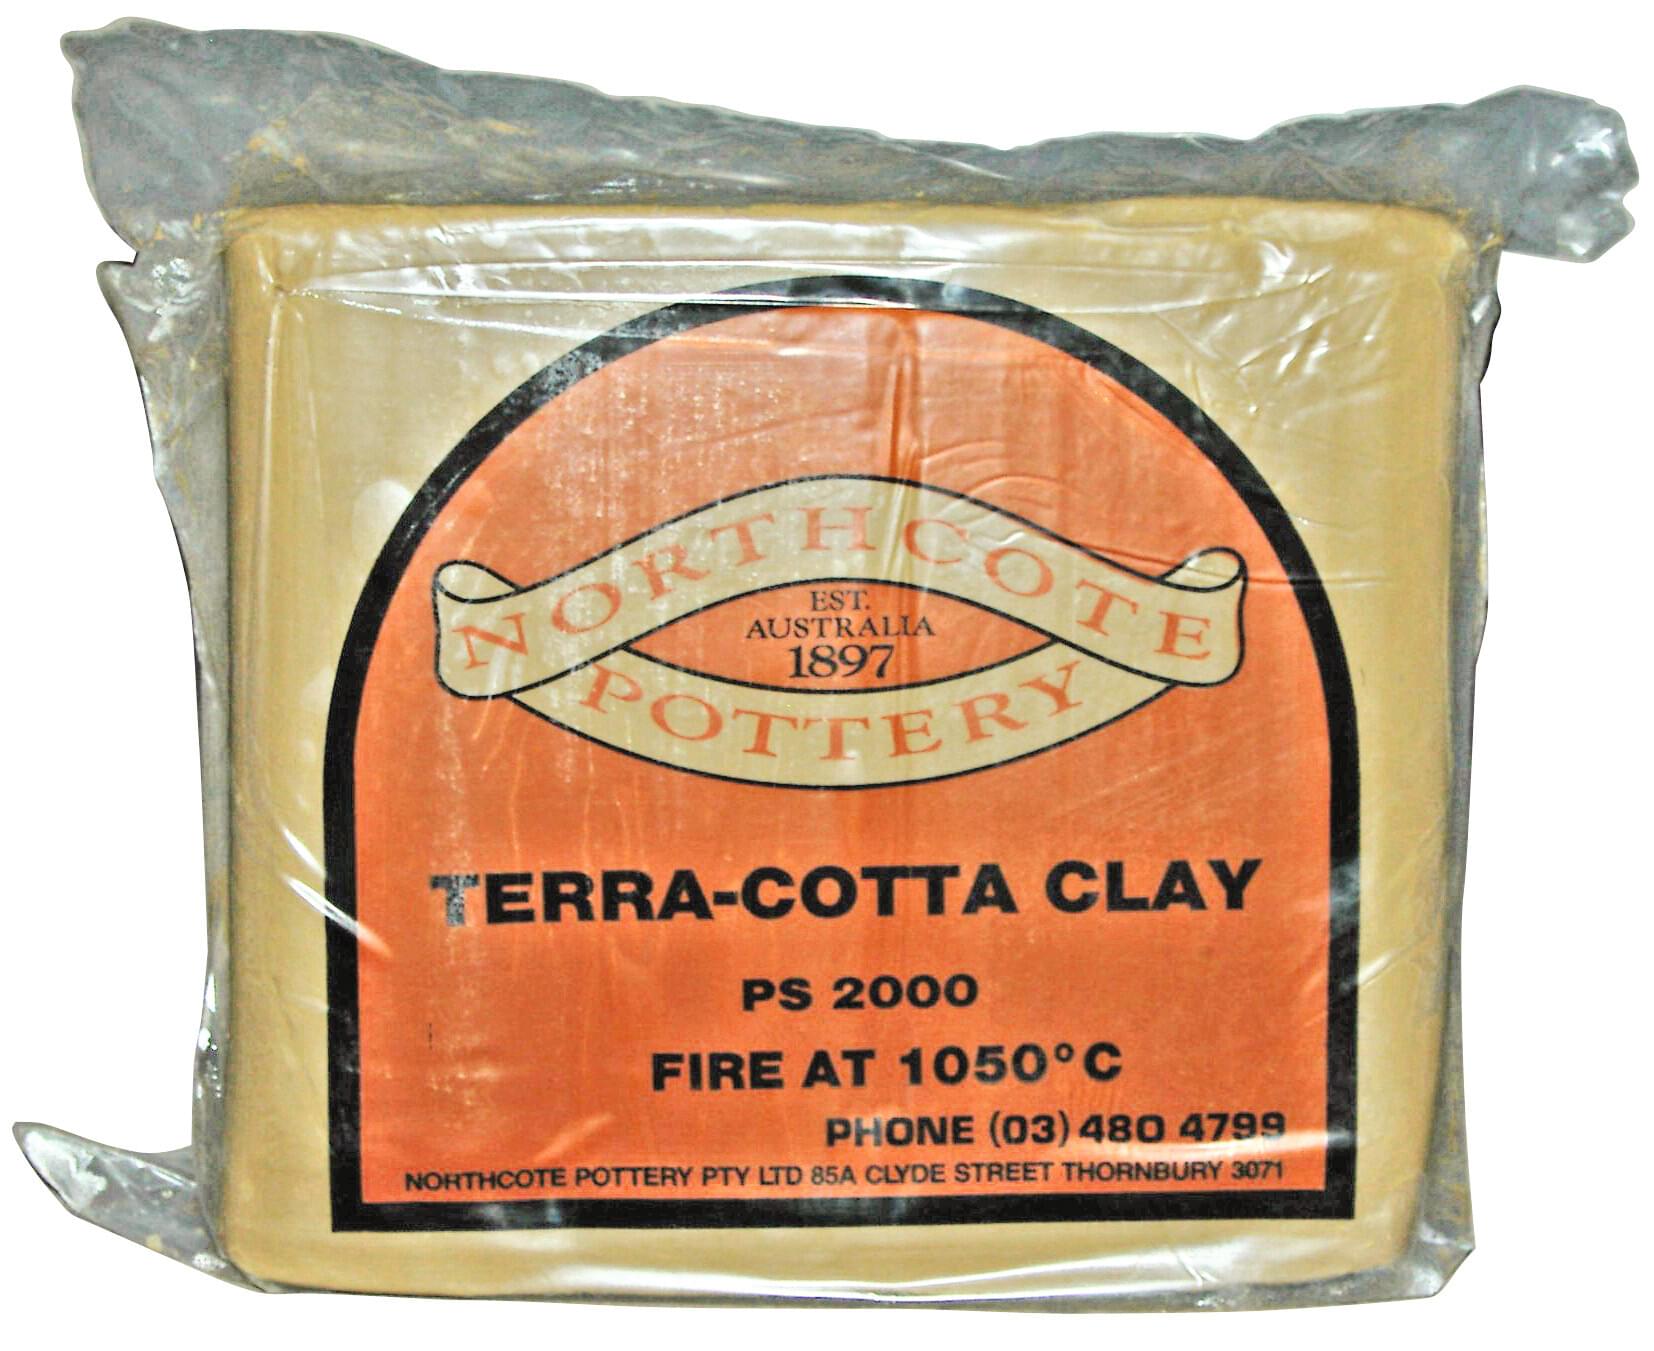 NORTHCOTE
EST.
AUSTRALIA
1897
POTTERY
TERRA-COTTA CLAY
PS 2000
FIRE AT 1050°C
PHONE (03) 480 4799
NORTHCOTE POTTERY PTY LTD 85A CLYDE STREET THORNBURY 3071